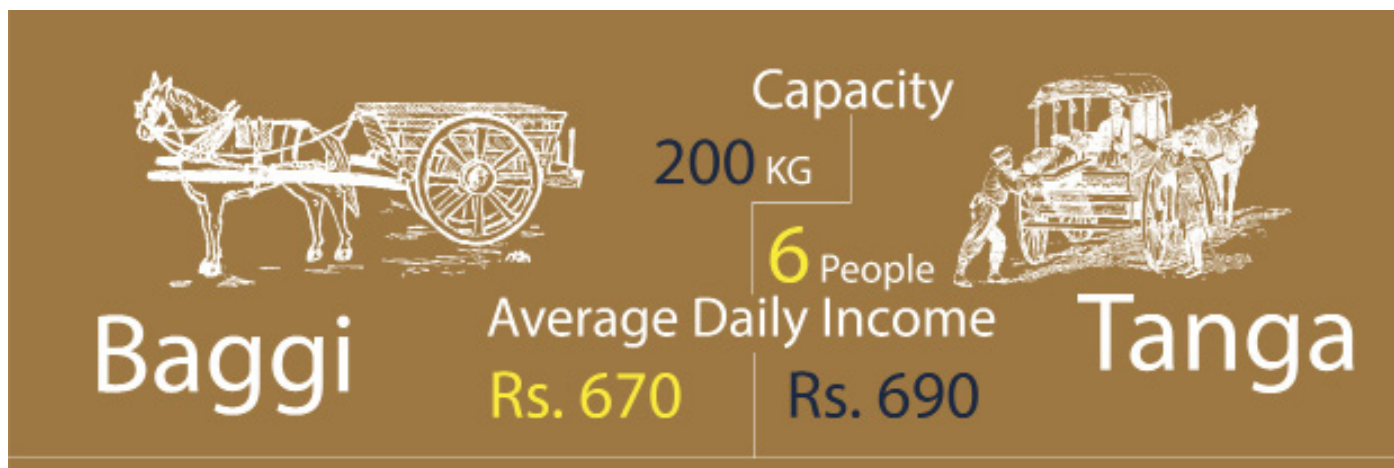 Capacity
200 KG
6 People
Baggi
Average Daily Income
Tanga
Rs. 670
Rs. 690